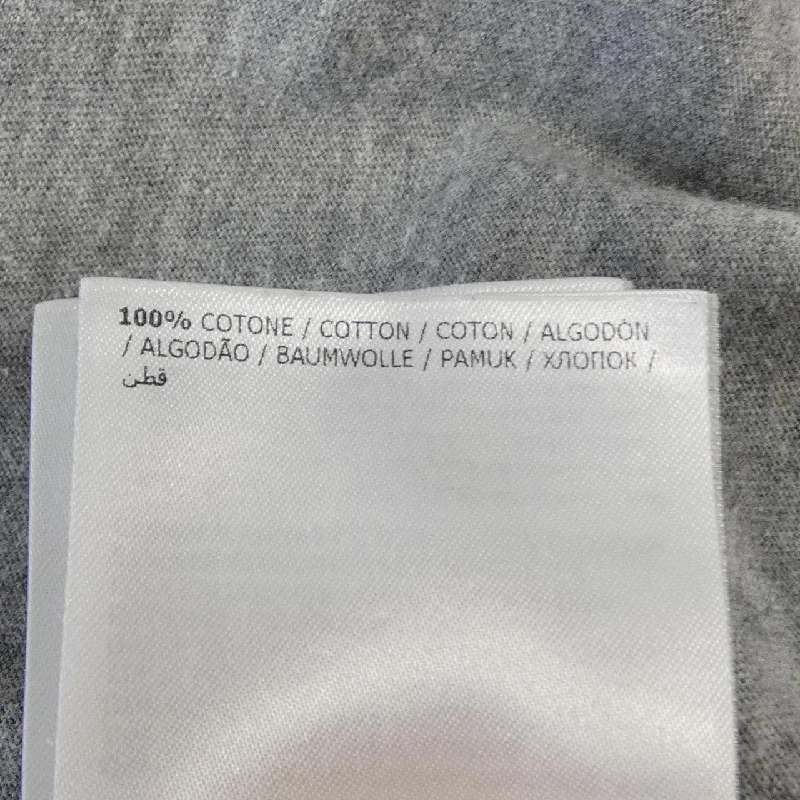 100% COTONE / COTTON / COTON / ALGODÓN
/ ALGODÃO / BAUMWOLLE / PAMUK / ХЛОПОК /
قطن